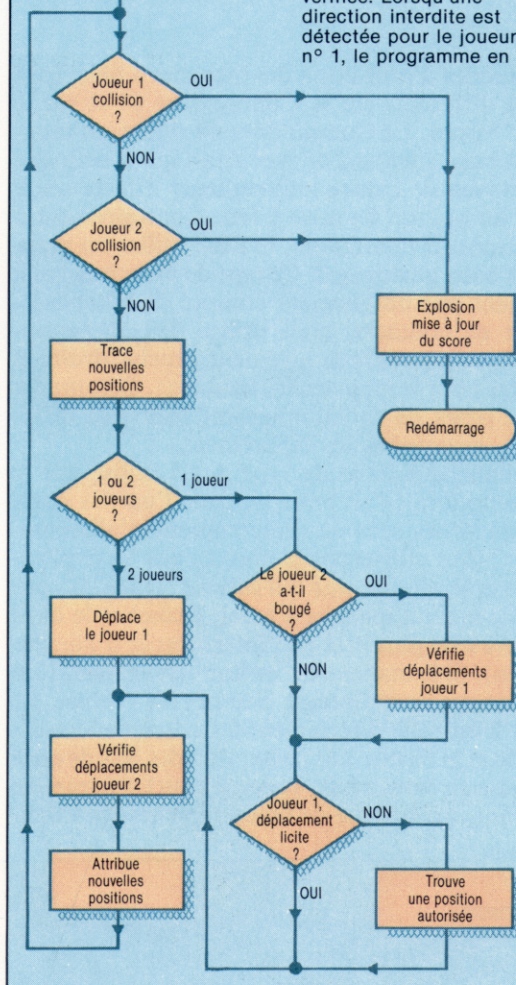 direction interdite est
détectée pour le joueur
n° 1, le programme en
Joueur 1
collision
?
OUI
NON
Joueur 2
collision
?
OUI
NON
Explosion
mise à jour
du score
Trace
nouvelles
positions
Redémarrage
1 ou 2
joueurs
?
1 joueur
2 joueurs
Le joueur 2
a-t-il
bougé
?
OUI
NON
Déplace
le joueur 1
Vérifie
déplacements
joueur 1
Vérifie
déplacements
joueur 2
Joueur 1,
déplacement
licite
?
NON
OUI
Attribue
nouvelles
positions
Trouve
une position
autorisée